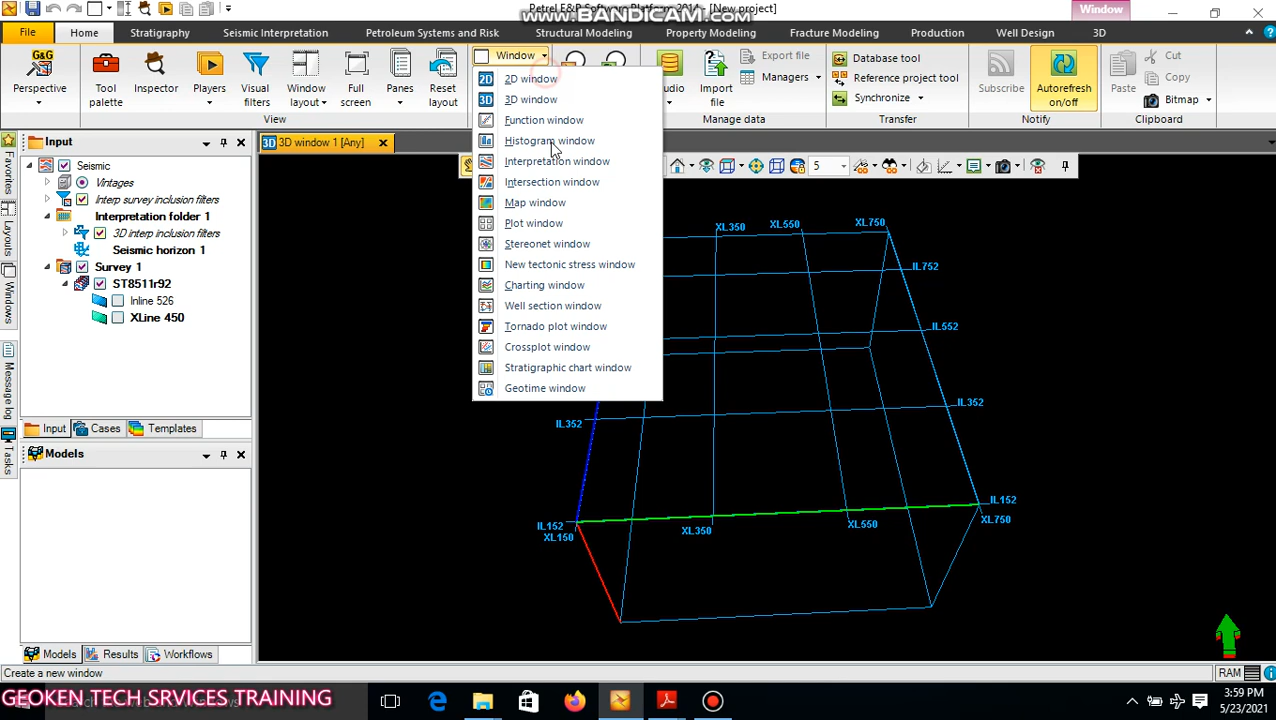 Petrel E&P Software Platform 2014 - [New project]
www.BANDICAM.com
Window
File
Home
Stratigraphy
Seismic Interpretation
Petroleum Systems and Risk
Structural Modeling
Property Modeling
Fracture Modeling
Production
Well Design
3D
G&G
Perspective
Tool palette
Inspector
Players
Visual filters
Window layout
Full screen
Panes
Reset layout
View
Window
Import file
Export file
Managers
Manage data
Database tool
Reference project tool
Synchronize
Transfer
Subscribe
Autorefresh on/off
Notify
Paste
Cut
Copy
Bitmap
Clipboard
2D window
3D window
Function window
Histogram window
Interpretation window
Intersection window
Map window
Plot window
Stereonet window
New tectonic stress window
Charting window
Well section window
Tornado plot window
Crossplot window
Stratigraphic chart window
Geotime window
Favorites
Layouts
Windows
Message log
Tasks
Input
Seismic
Vintages
Interp survey inclusion filters
Interpretation folder 1
3D interp inclusion filters
Seismic horizon 1
Survey 1
ST8511r92
Inline 526
XLine 450
Input
Cases
Templates
Models
Models
Results
Workflows
3D window 1 [Any]
5
XL350
XL550
XL750
IL752
IL552
IL352
IL352
IL152
XL150
XL350
XL550
IL152
XL750
Create a new window
RAM
GEOKEN TECH SRVICES TRAINING
3:59 PM
5/23/2021